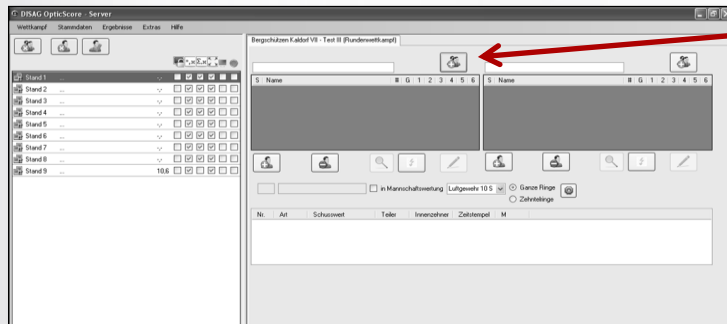 DISAG OpticScore - Server
Wettkampf Stammdaten Ergebnisse Extras Hilfe
Bergschützen Kaldorf VII - Test III (Rundenwettkampf)
S Name # G 1 2 3 4 5 6
S Name # G 1 2 3 4 5 6
Stand 1 ... -,-
Stand 2 ... -,-
Stand 3 ... -,-
Stand 4 ... -,-
Stand 5 ... -,-
Stand 6 ... -,-
Stand 7 ... -,-
Stand 8 ... -,-
Stand 9 ... 10,6
in Mannschaftswertung Luftgewehr 10 S Ganze Ringe
Zehntelringe
Nr. Art Schusswert Teiler Innenzehner Zeitstempel M